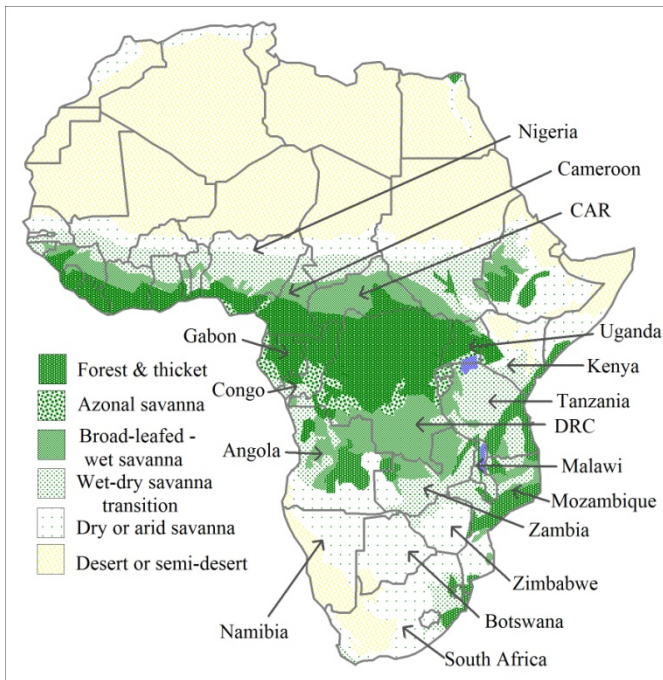 Nigeria
Cameroon
CAR
Gabon
Uganda
Congo
Kenya
Tanzania
DRC
Angola
Malawi
Mozambique
Zambia
Zimbabwe
Botswana
Namibia
South Africa
Forest & thicket
Azonal savanna
Broad-leafed -
wet savanna
Wet-dry savanna
transition
Dry or arid savanna
Desert or semi-desert